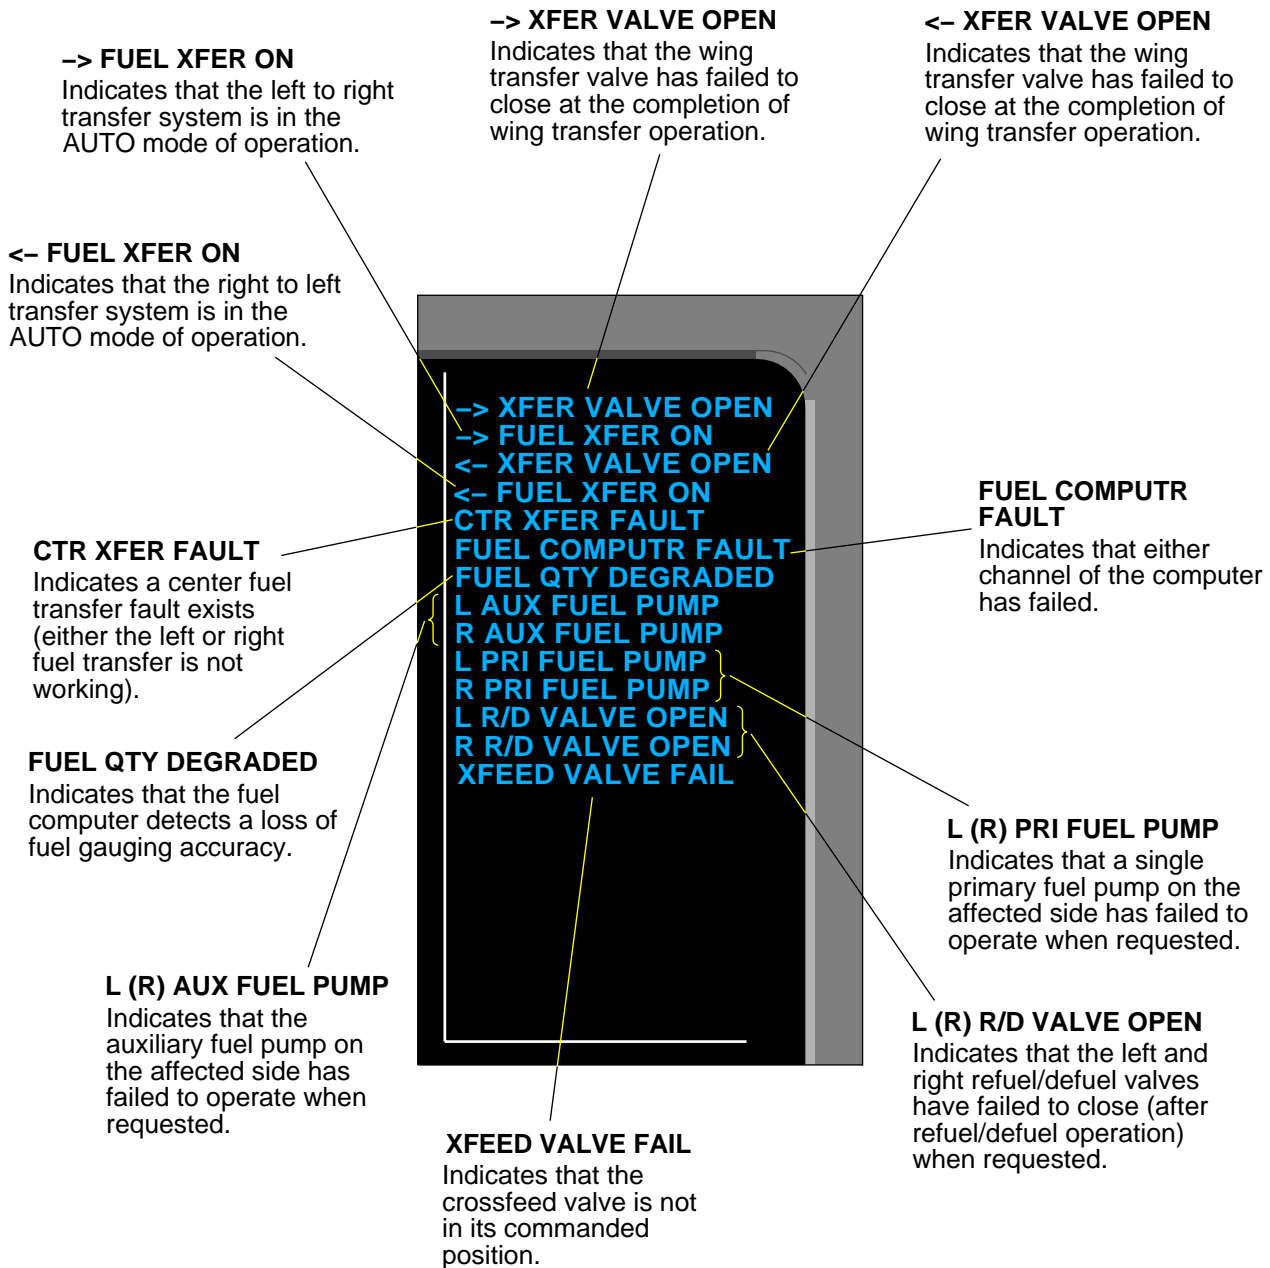 –> XFER VALVE OPEN
Indicates that the wing
transfer valve has failed to
close at the completion of
wing transfer operation.
<– XFER VALVE OPEN
Indicates that the wing
transfer valve has failed to
close at the completion of
wing transfer operation.
–> FUEL XFER ON
Indicates that the left to right
transfer system is in the
AUTO mode of operation.
<– FUEL XFER ON
Indicates that the right to left
transfer system is in the
AUTO mode of operation.
–> XFER VALVE OPEN
–> FUEL XFER ON
<– XFER VALVE OPEN
<– FUEL XFER ON
CTR XFER FAULT
FUEL COMPUTR FAULT
FUEL QTY DEGRADED
L AUX FUEL PUMP
R AUX FUEL PUMP
L PRI FUEL PUMP
R PRI FUEL PUMP
L R/D VALVE OPEN
R R/D VALVE OPEN
XFEED VALVE FAIL
FUEL COMPUTR
FAULT
Indicates that either
channel of the computer
has failed.
CTR XFER FAULT
Indicates a center fuel
transfer fault exists
(either the left or right
fuel transfer is not
working).
FUEL QTY DEGRADED
Indicates that the fuel
computer detects a loss of
fuel gauging accuracy.
L (R) PRI FUEL PUMP
Indicates that a single
primary fuel pump on the
affected side has failed to
operate when requested.
L (R) AUX FUEL PUMP
Indicates that the
auxiliary fuel pump on
the affected side has
failed to operate when
requested.
L (R) R/D VALVE OPEN
Indicates that the left and
right refuel/defuel valves
have failed to close (after
refuel/defuel operation)
when requested.
XFEED VALVE FAIL
Indicates that the
crossfeed valve is not
in its commanded
position.